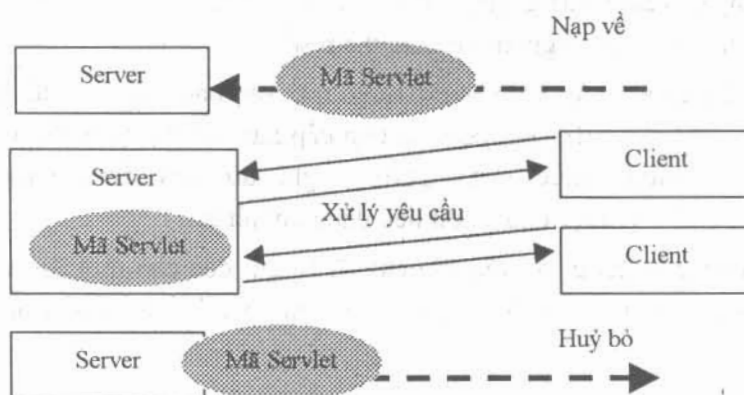 Nạp về
Server
Mã Servlet
Server
Client
Xử lý yêu cầu
Mã Servlet
Client
Huỷ bỏ
Server
Mã Servlet